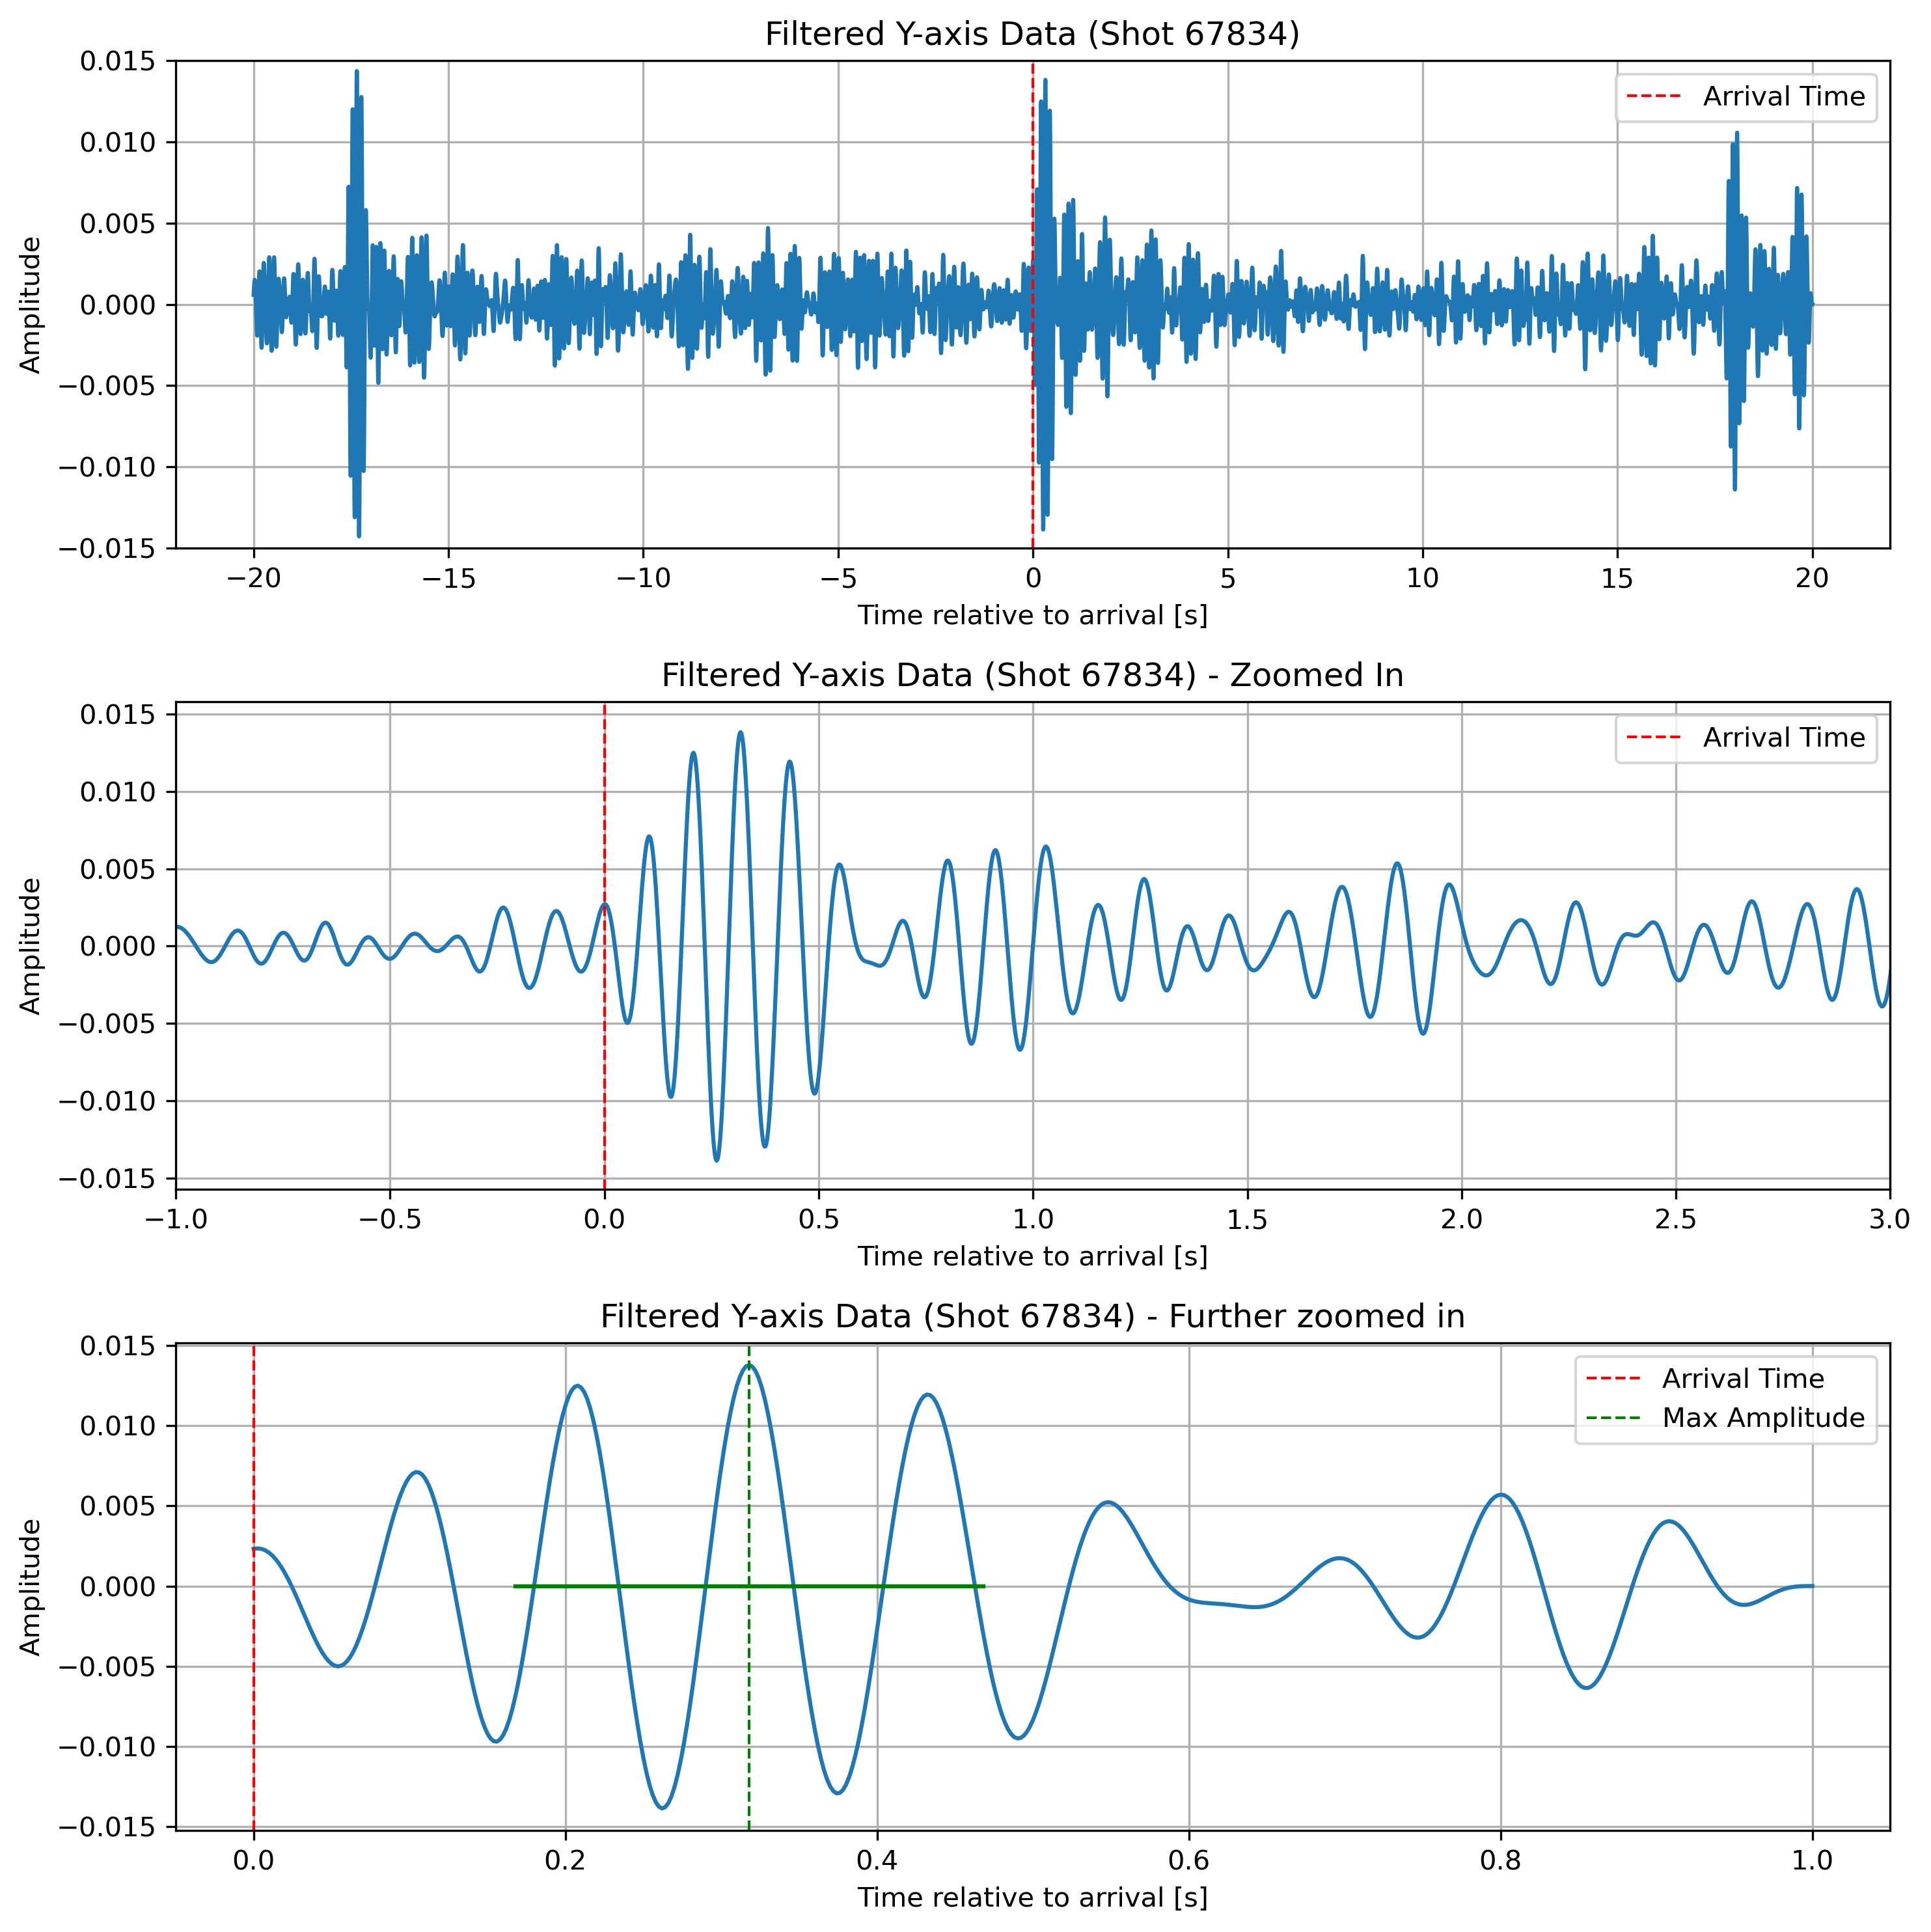 Filtered Y-axis Data (Shot 67834)
0.015
0.010
0.005
0.000
−0.005
−0.010
−0.015
Amplitude
Arrival Time
−20 −15 −10 −5 0 5 10 15 20
Time relative to arrival [s]
Filtered Y-axis Data (Shot 67834) - Zoomed In
0.015
0.010
0.005
0.000
−0.005
−0.010
−0.015
Amplitude
Arrival Time
−1.0 −0.5 0.0 0.5 1.0 1.5 2.0 2.5 3.0
Time relative to arrival [s]
Filtered Y-axis Data (Shot 67834) - Further zoomed in
0.015
0.010
0.005
0.000
−0.005
−0.010
−0.015
Amplitude
Arrival Time
Max Amplitude
0.0 0.2 0.4 0.6 0.8 1.0
Time relative to arrival [s]